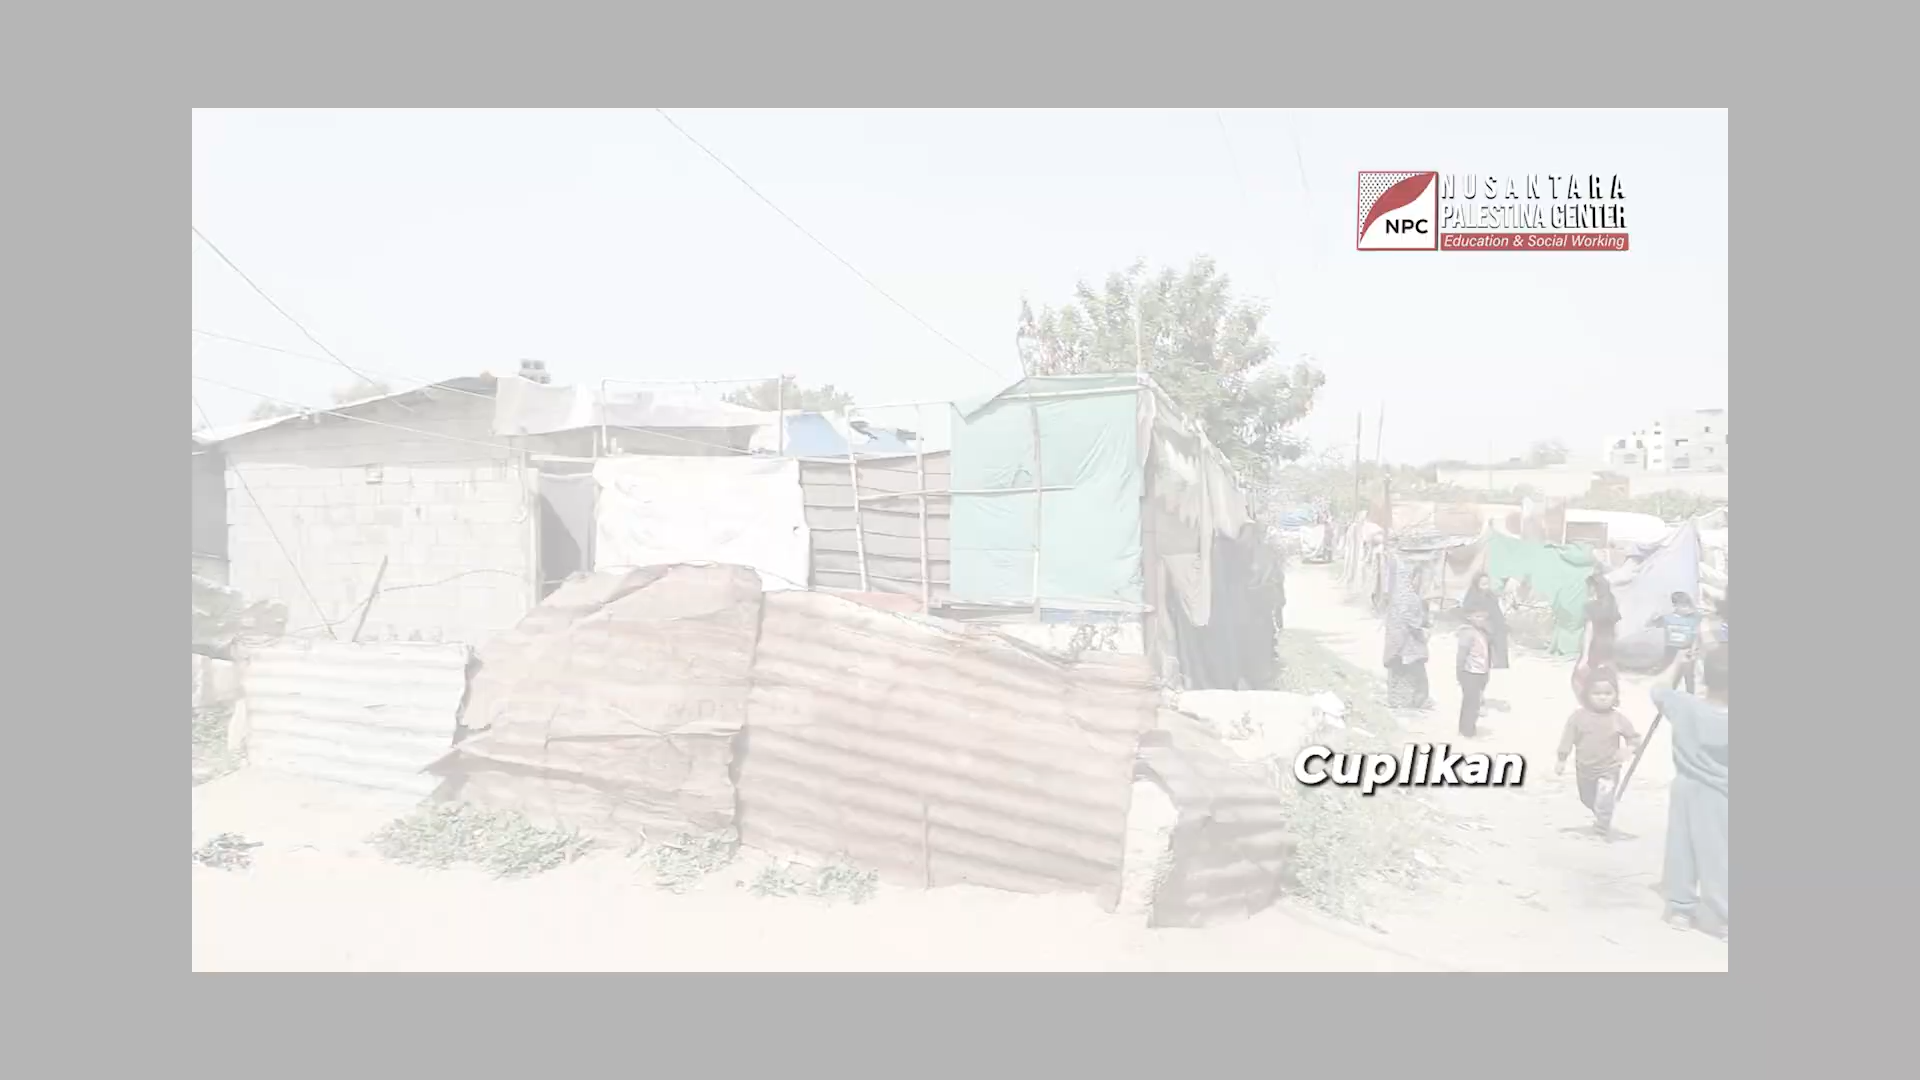 NUSANTARA
PALESTINA CENTER
NPC
Education & Social Working
Cuplikan